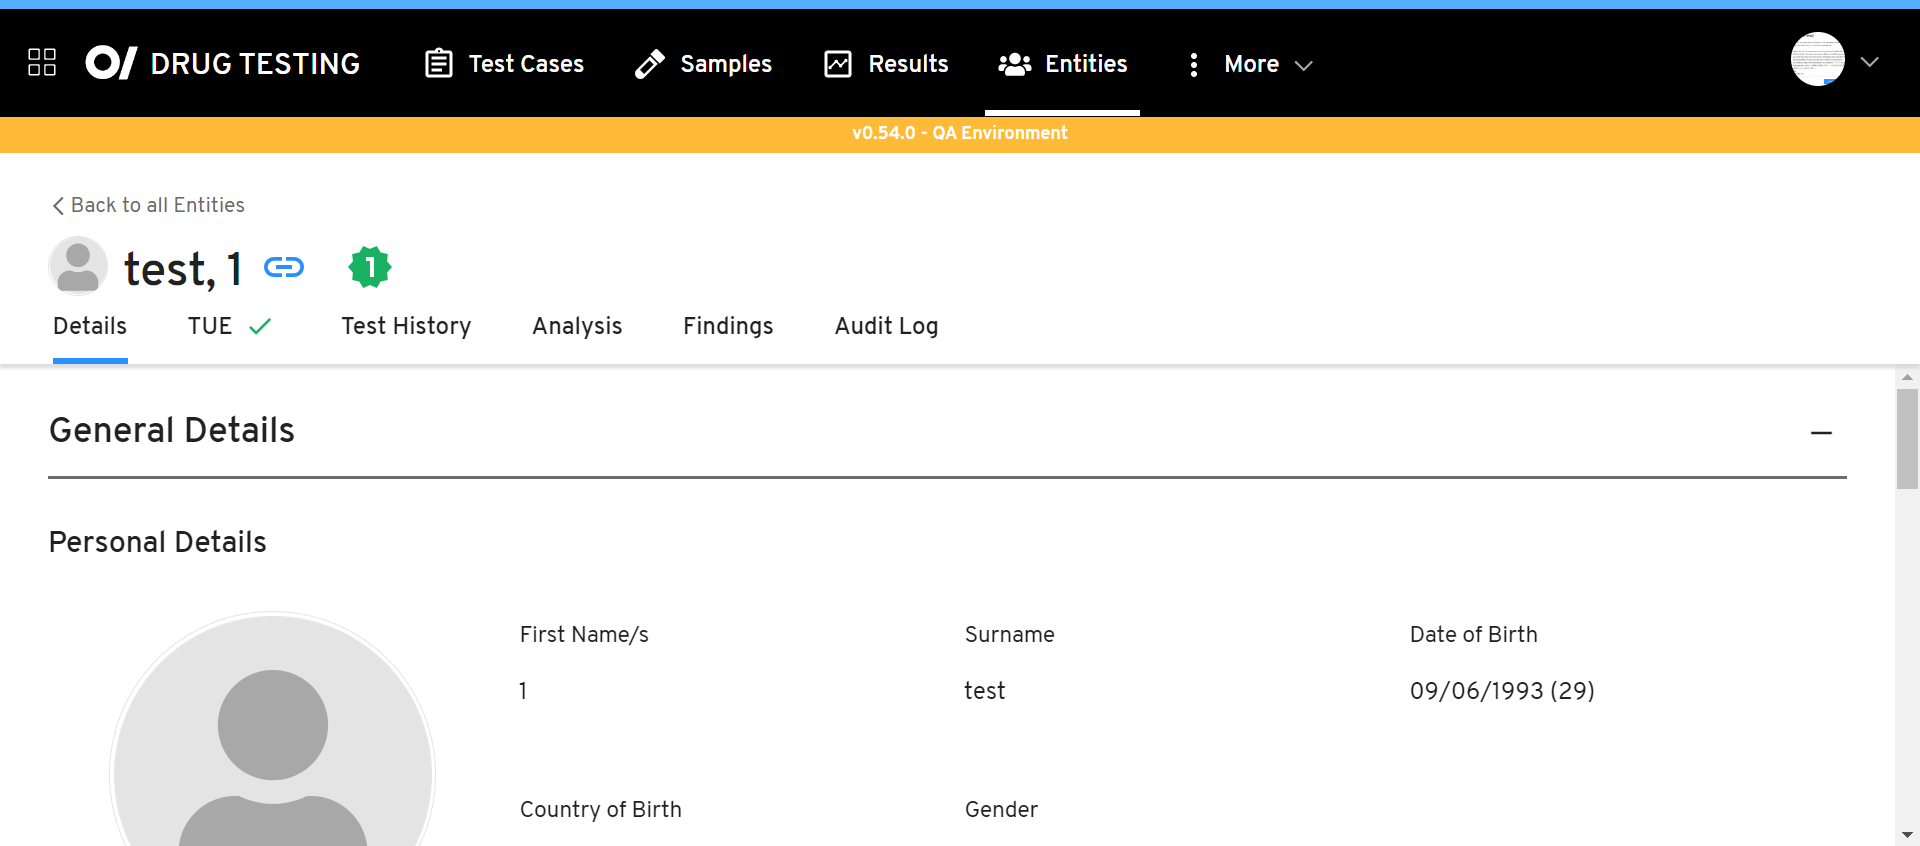 DRUG TESTING Test Cases Samples Results Entities More
v0.54.0 - QA Environment
Back to all Entities
test, 1 1
Details TUE Test History Analysis Findings Audit Log
General Details
Personal Details
First Name/s Surname Date of Birth
1 test 09/06/1993 (29)
Country of Birth Gender